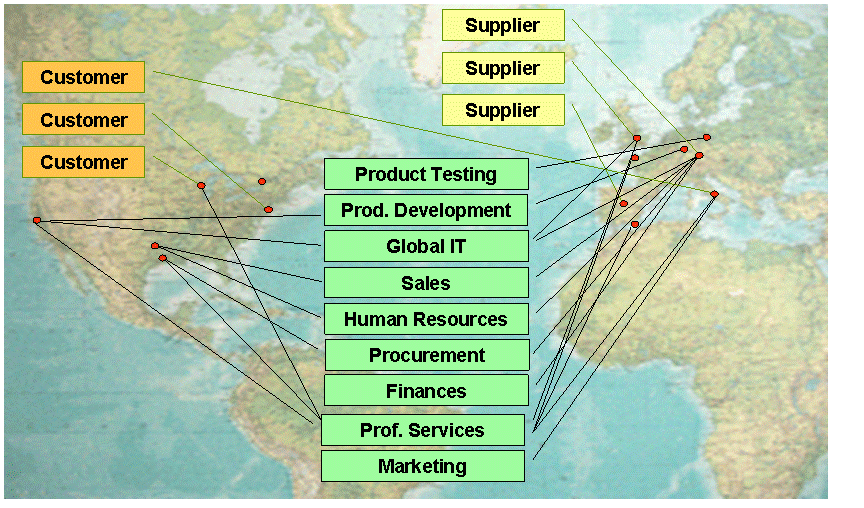 Supplier
Supplier
Supplier
Customer
Customer
Customer
Product Testing
Prod. Development
Global IT
Sales
Human Resources
Procurement
Finances
Prof. Services
Marketing